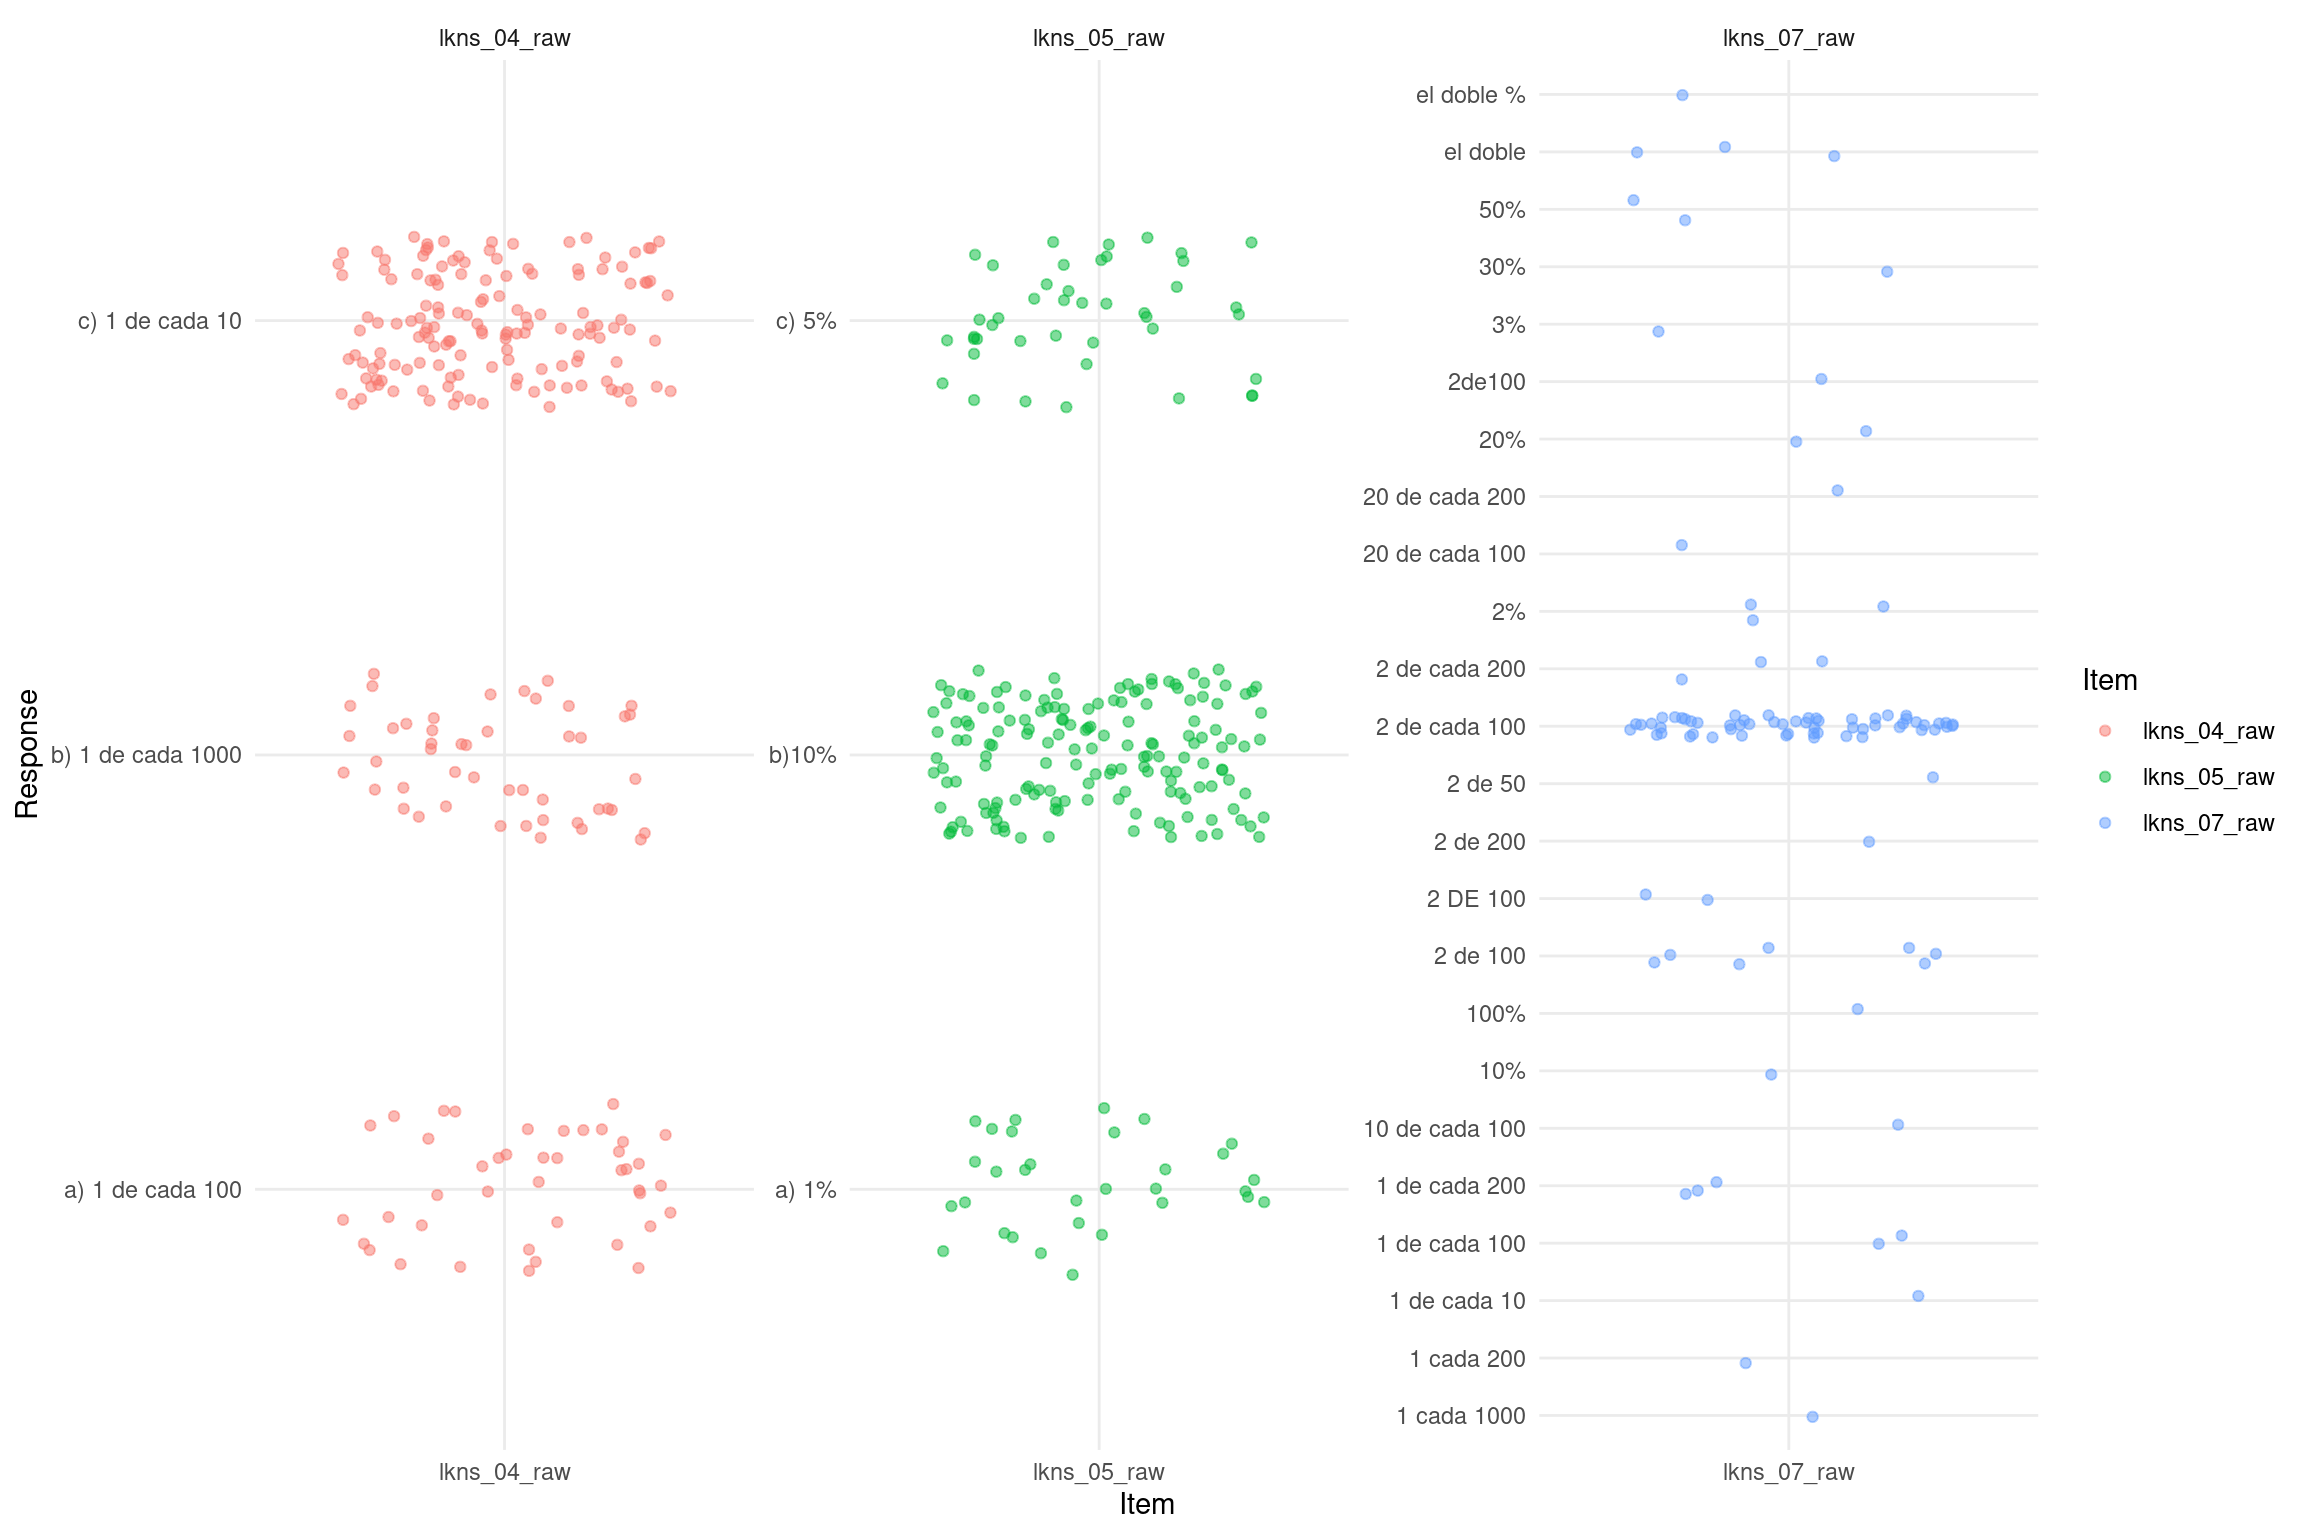 lkns_04_raw
lkns_05_raw
lkns_07_raw
Response
c) 1 de cada 10
b) 1 de cada 1000
a) 1 de cada 100
c) 5%
b)10%
a) 1%
el doble %
el doble
50%
30%
3%
2de100
20%
20 de cada 200
20 de cada 100
2%
2 de cada 200
2 de cada 100
2 de 50
2 de 200
2 DE 100
2 de 100
100%
10%
10 de cada 100
1 de cada 200
1 de cada 100
1 de cada 10
1 cada 200
1 cada 1000
lkns_04_raw
lkns_05_raw
lkns_07_raw
Item
Item
lkns_04_raw
lkns_05_raw
lkns_07_raw